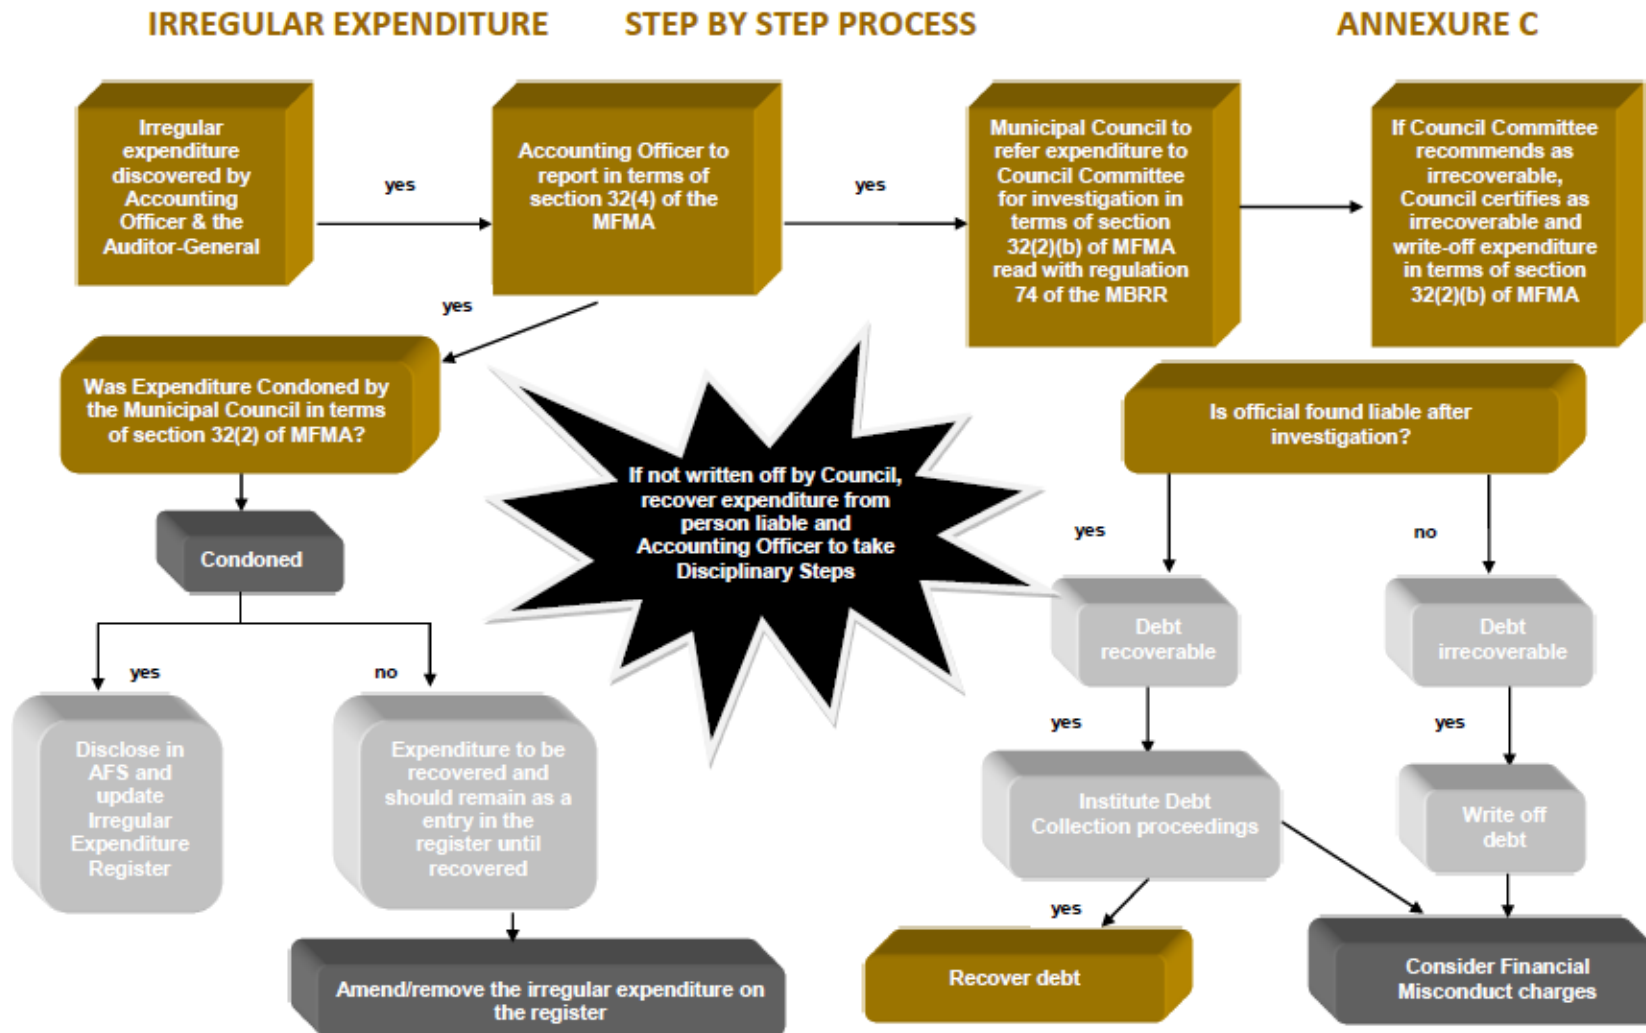 IRREGULAR EXPENDITURE STEP BY STEP PROCESS ANNEXURE C
Irregular
expenditure
discovered by
Accounting
Officer & the
Auditor-General
yes
Accounting Officer to
report in terms of
section 32(4) of the
MFMA
yes
Municipal Council to
refer expenditure to
Council Committee
for investigation in
terms of section
32(2)(b) of MFMA
read with regulation
74 of the MBRR
If Council Committee
recommends as
irrecoverable,
Council certifies as
irrecoverable and
write-off expenditure
in terms of section
32(2)(b) of MFMA
yes
Was Expenditure Condoned by
the Municipal Council in terms
of section 32(2) of MFMA?
Condoned
yes
no
Disclose in
AFS and
update
Irregular
Expenditure
Register
Expenditure to be
recovered and
should remain as a
entry in the
register until
recovered
Amend/remove the irregular expenditure on
the register
If not written off by Council,
recover expenditure from
person liable and
Accounting Officer to take
Disciplinary Steps
Is official found liable after
investigation?
yes
no
Debt
recoverable
Debt
irrecoverable
yes
yes
Institute Debt
Collection proceedings
Write off
debt
yes
Recover debt
Consider Financial
Misconduct charges